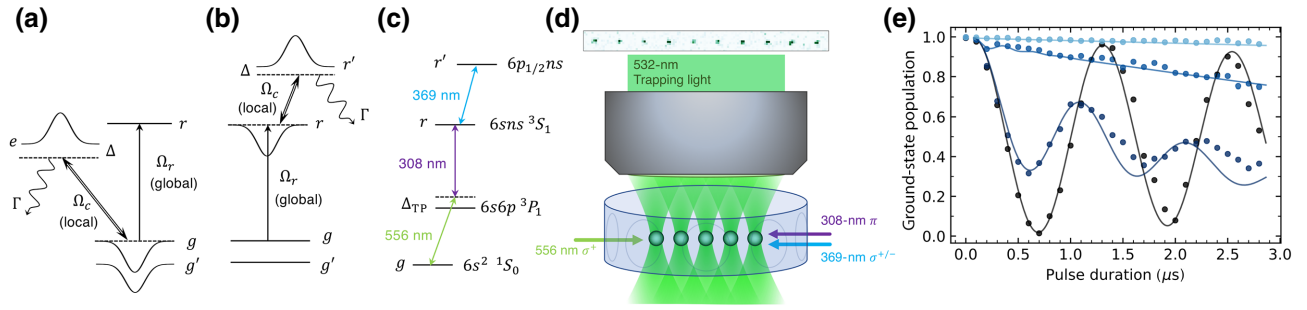 (a)
e
Δ
r
Γ
Ω_c
(local)
Ω_r
(global)
g
g′
(b)
Δ
r′
Ω_c
(local)
Γ
r
Ω_r
(global)
g
g′
(c)
r′
6p_{1/2}ns
369 nm
r
6sns ³S₁
308 nm
Δ_TP
6s6p ³P₁
556 nm
g
6s² ¹S₀
(d)
532-nm
Trapping light
556 nm σ⁺
308-nm π
369-nm σ^{+/−}
(e)
Ground-state population
1.0
0.8
0.6
0.4
0.2
0.0
0.0 0.5 1.0 1.5 2.0 2.5 3.0
Pulse duration (μs)